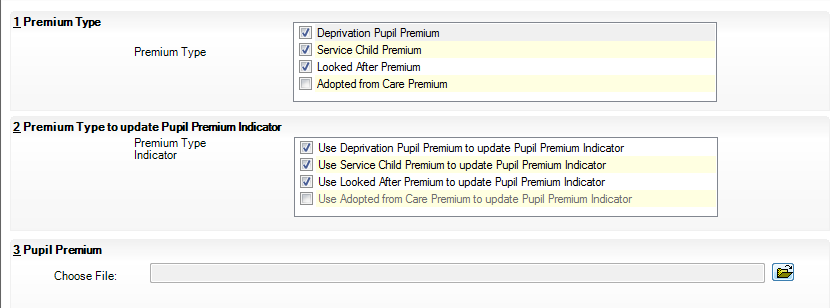 1 Premium Type
Premium Type
Deprivation Pupil Premium
Service Child Premium
Looked After Premium
Adopted from Care Premium
2 Premium Type to update Pupil Premium Indicator
Premium Type
Indicator
Use Deprivation Pupil Premium to update Pupil Premium Indicator
Use Service Child Premium to update Pupil Premium Indicator
Use Looked After Premium to update Pupil Premium Indicator
Use Adopted from Care Premium to update Pupil Premium Indicator
3 Pupil Premium
Choose File: